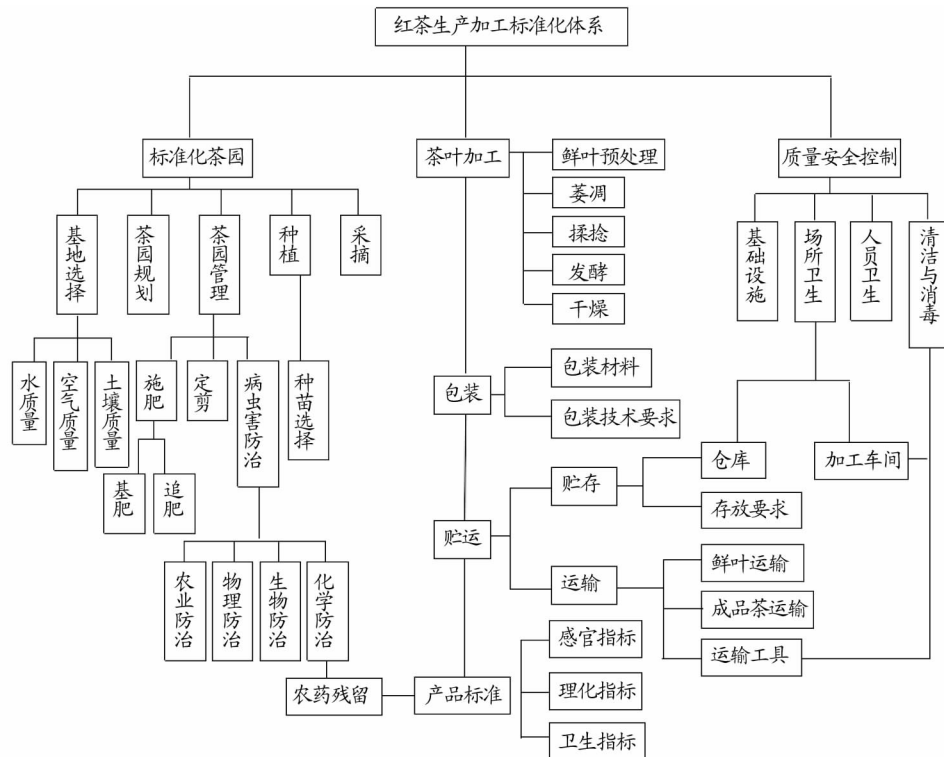 红茶生产加工标准化体系
标准化茶园
茶叶加工
质量安全控制
鲜叶预处理
萎凋
揉捻
发酵
干燥
基地选择
茶园规划
茶园管理
种植
采摘
基础设施
场所卫生
人员卫生
清洁与消毒
水质量
空气质量
土壤质量
施肥
定剪
病虫害防治
种苗选择
包装
包装材料
包装技术要求
基肥
追肥
贮运
贮存
仓库
加工车间
存放要求
运输
鲜叶运输
成品茶运输
运输工具
农业防治
物理防治
生物防治
化学防治
农药残留
产品标准
感官指标
理化指标
卫生指标